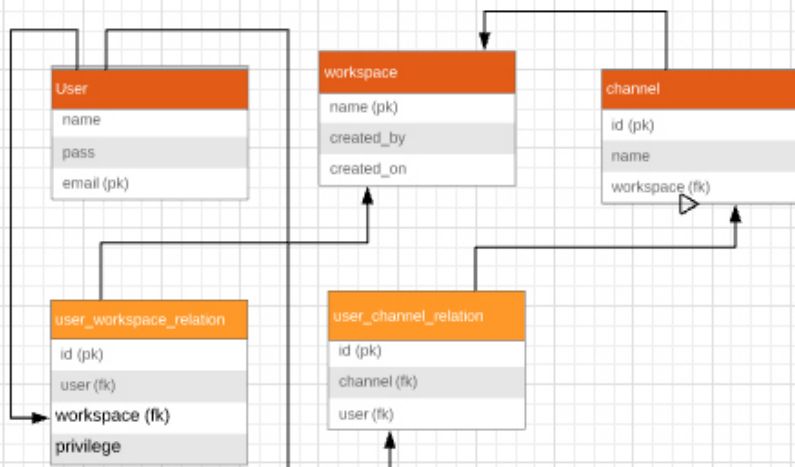 User
name
pass
email (pk)
workspace
name (pk)
created_by
created_on
channel
id (pk)
name
workspace (fk)
user_workspace_relation
id (pk)
user (fk)
workspace (fk)
privilege
user_channel_relation
id (pk)
channel (fk)
user (fk)